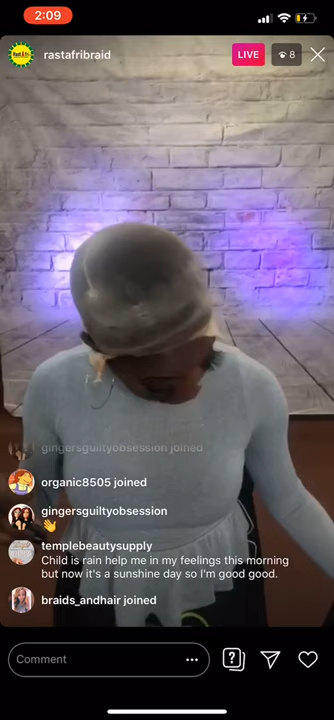 2:09
rastafribraid
LIVE
8
gingersguiltyobsession joined
organic8505 joined
gingersguiltyobsession
👋
templebeautysupply
Child is rain help me in my feelings this morning
but now it's a sunshine day so I'm good good.
braids_andhair joined
Comment